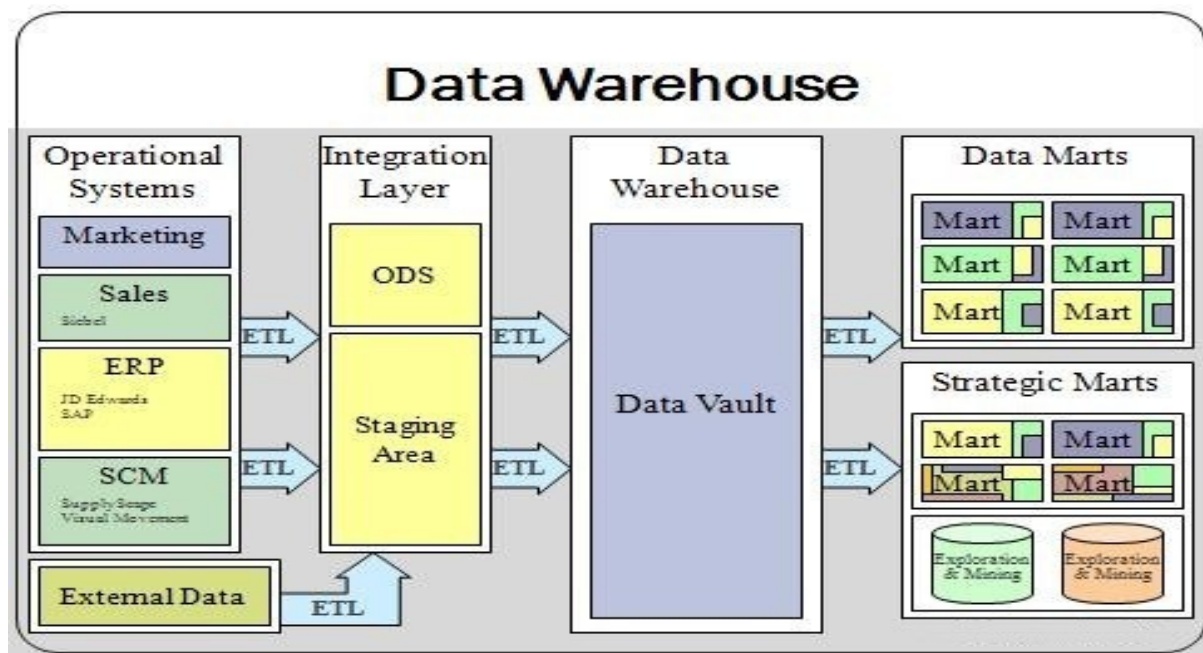 Data Warehouse
Operational
Systems
Marketing
Sales
Siebel
ERP
JD Edwards
SAP
SCM
SupplyScape
Visual Movement
External Data
ETL
ETL
ETL
Integration
Layer
ODS
Staging
Area
ETL
ETL
Data
Warehouse
Data Vault
ETL
ETL
Data Marts
Mart
Mart
Mart
Mart
Mart
Mart
Strategic Marts
Mart
Mart
Mart
Mart
Exploration
& Mining
Exploration
& Mining